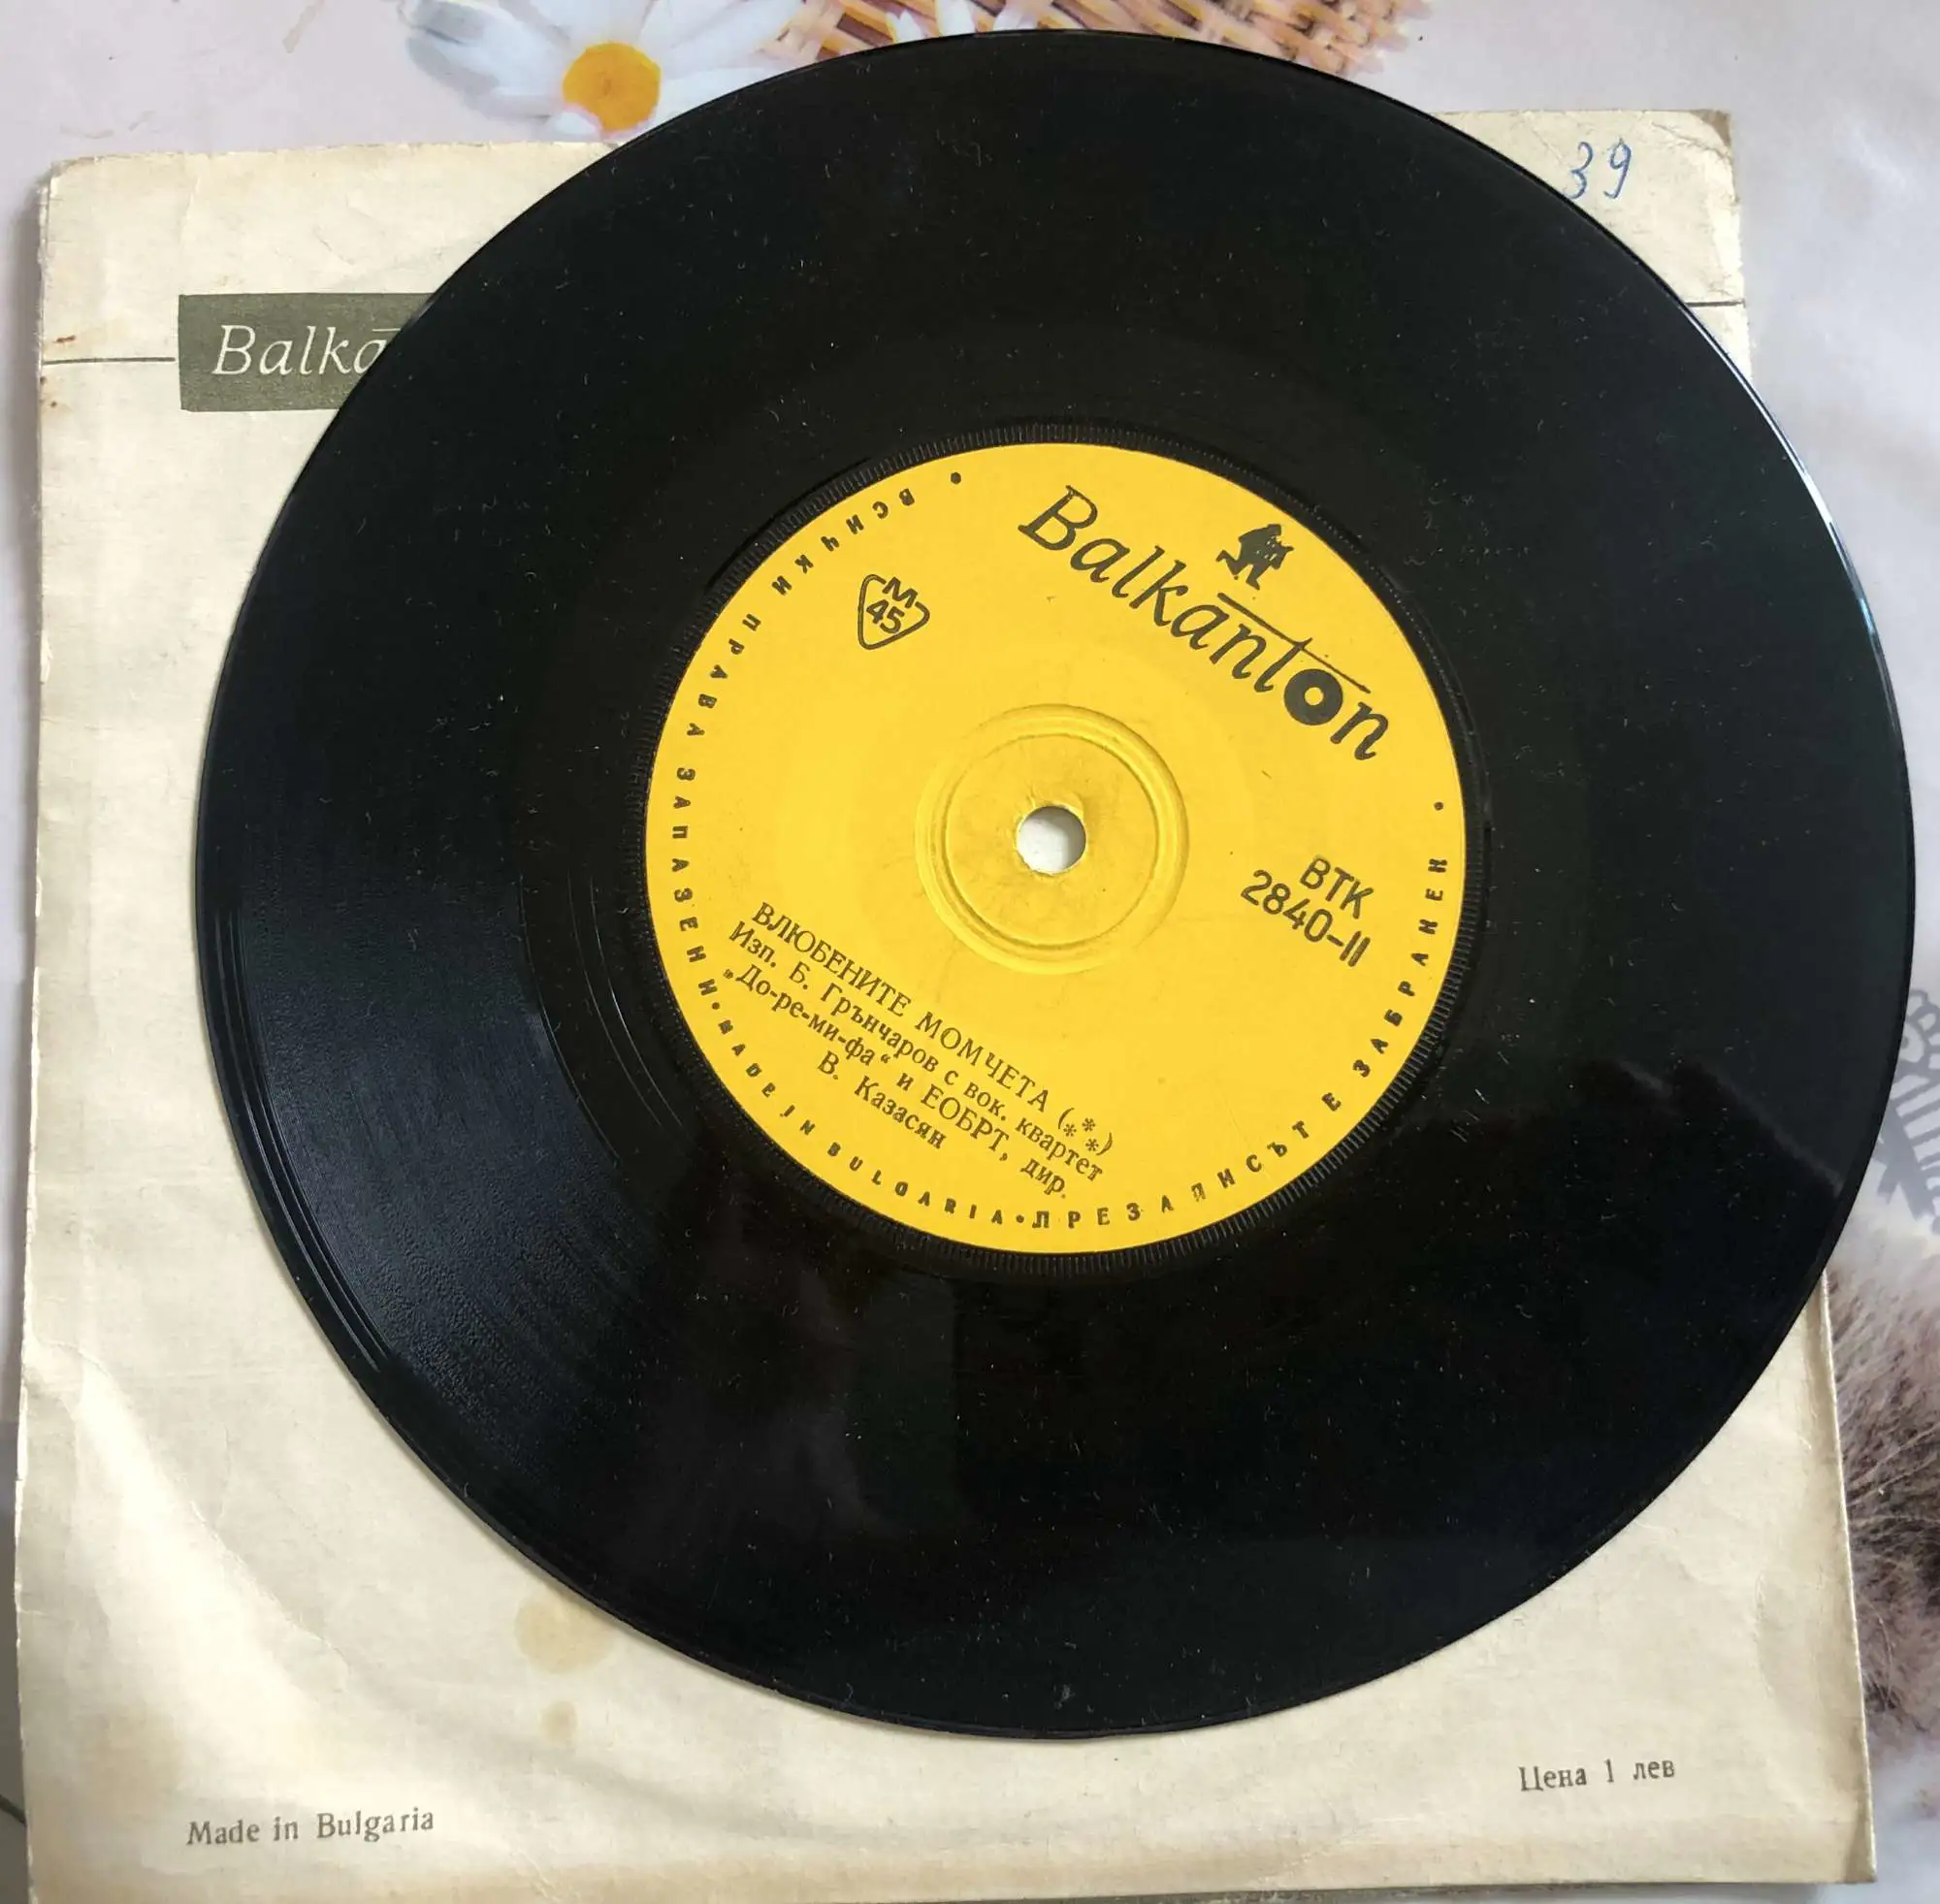 39
Balka
Balkanton
M
45
ВТК
2840-II
ВЛЮБЕНИТЕ МОМЧЕТА (***)
Изп. Б. Грънчаров с вок. квартет
„До-ре-ми-фа“ и ЕОБРТ, дир.
В. Казасян
• ВСИЧКИ ПРАВА ЗАПАЗЕНИ • MADE IN BULGARIA • ПРЕЗАПИСЪТ Е ЗАБРАНЕН •
Made in Bulgaria
Цена 1 лев